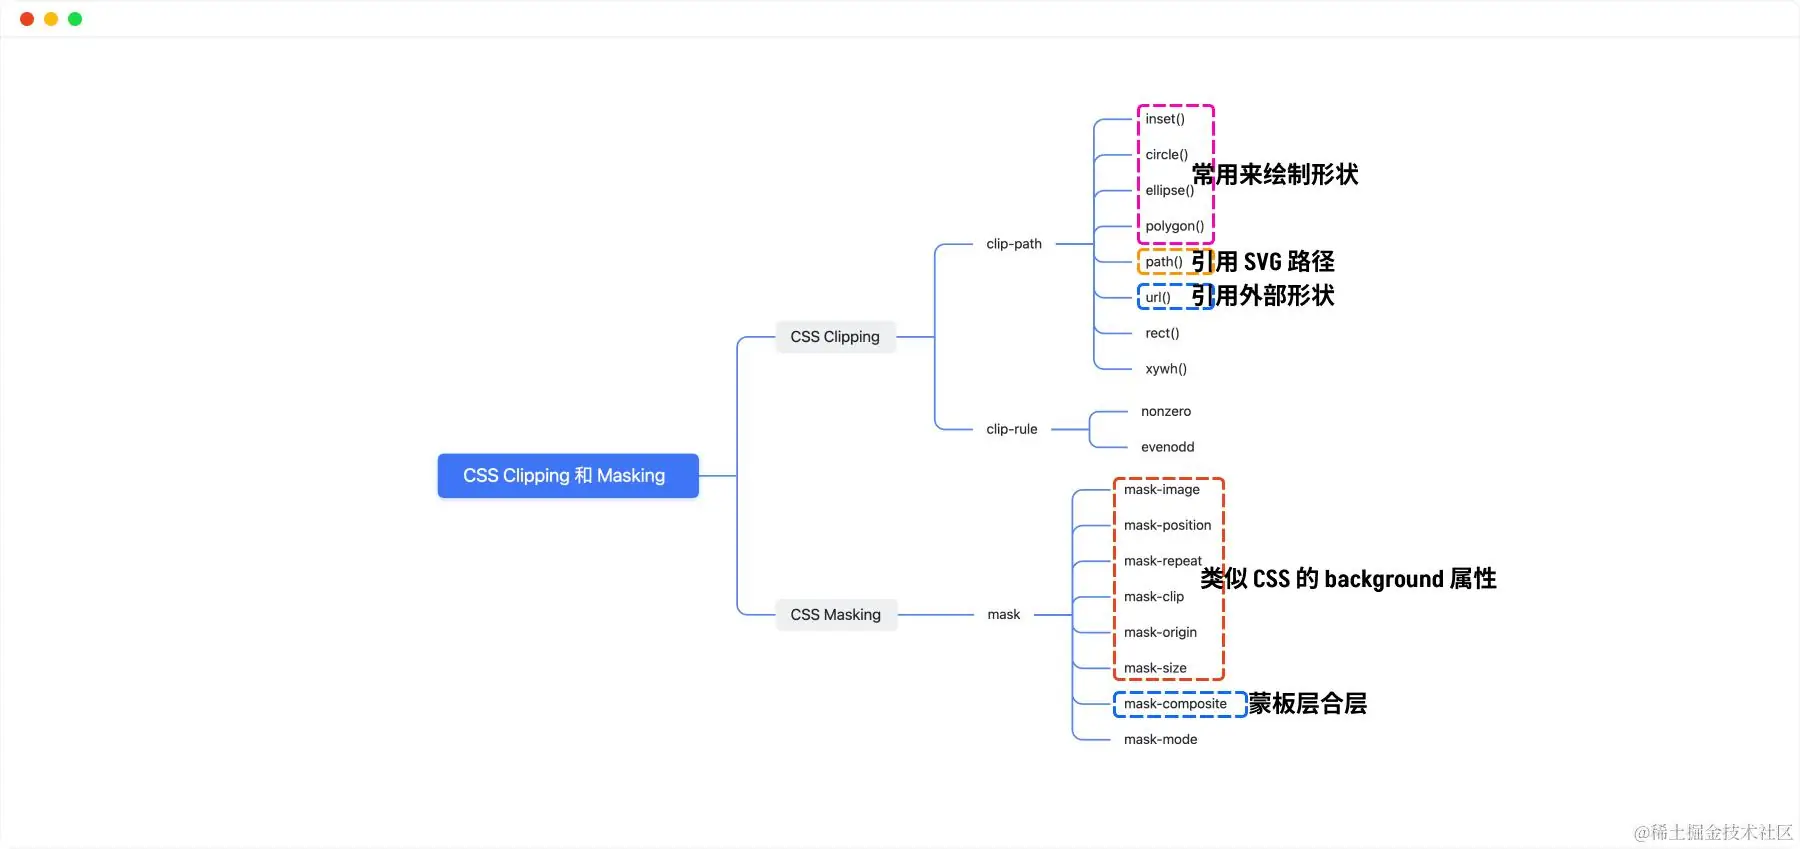 inset()
circle()
常用来绘制形状
ellipse()
polygon()
clip-path
path() 引用 SVG 路径
url() 引用外部形状
rect()
CSS Clipping
xywh()
nonzero
clip-rule
evenodd
CSS Clipping 和 Masking
mask-image
mask-position
mask-repeat
类似 CSS 的 background 属性
mask-clip
CSS Masking
mask
mask-origin
mask-size
mask-composite 蒙板层合层
mask-mode
@稀土掘金技术社区